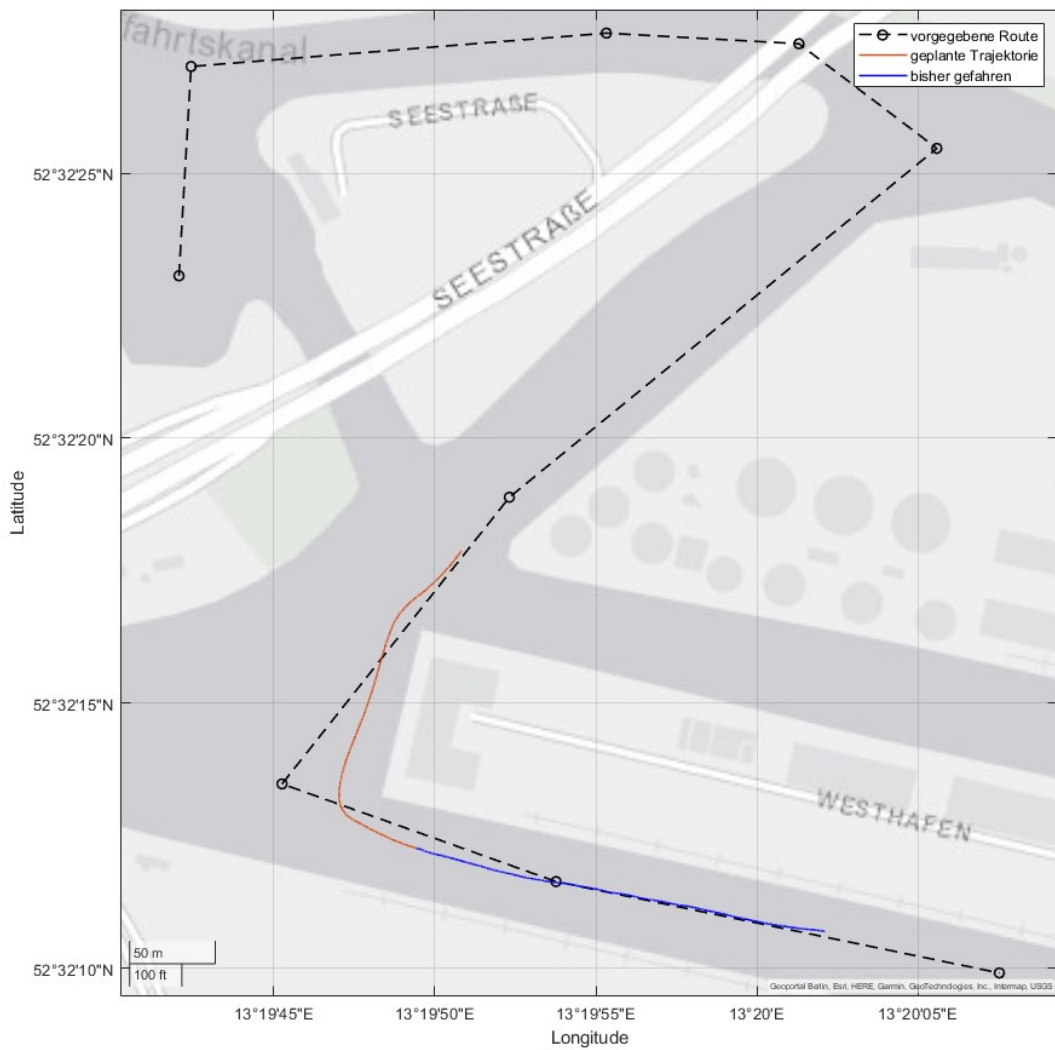 fahrtskanal
vorgegebene Route
geplante Trajektorie
bisher gefahren
SEESTRAßE
52°32'25"N
SEESTRAßE
52°32'20"N
Latitude
52°32'15"N
WESTHAFEN
50 m
100 ft
52°32'10"N
Geoportal Berlin, Esri, HERE, Garmin, GeoTechnologies, Inc., Intermap, USGS
13°19'45"E
13°19'50"E
13°19'55"E
13°20'E
13°20'05"E
Longitude